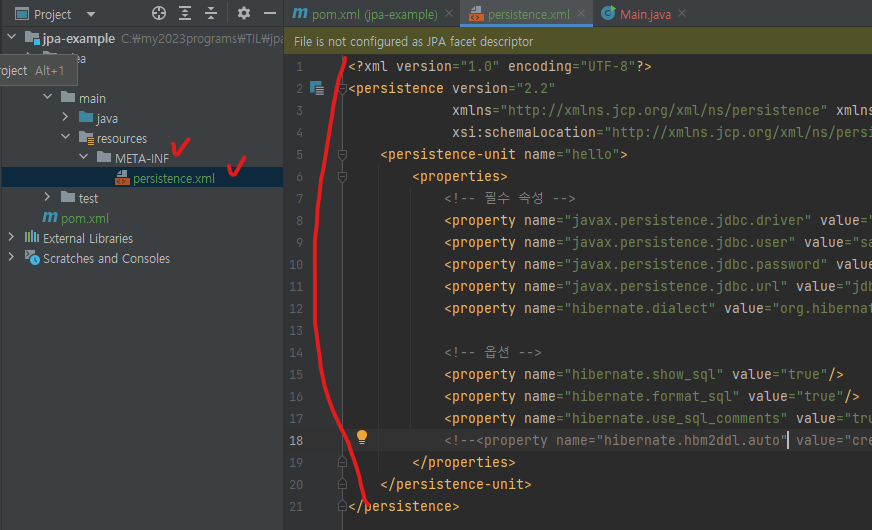 Project
jpa-example C:\my2023programs\TIL\jpa
Project Alt+1
main
java
resources
META-INF
persistence.xml
test
pom.xml
External Libraries
Scratches and Consoles
pom.xml (jpa-example)
persistence.xml
Main.java
File is not configured as JPA facet descriptor
1 <?xml version="1.0" encoding="UTF-8"?>
2 <persistence version="2.2"
3 xmlns="http://xmlns.jcp.org/xml/ns/persistence" xmln
4 xsi:schemaLocation="http://xmlns.jcp.org/xml/ns/persi
5 <persistence-unit name="hello">
6 <properties>
7 <!-- 필수 속성 -->
8 <property name="javax.persistence.jdbc.driver" value="
9 <property name="javax.persistence.jdbc.user" value="sa
10 <property name="javax.persistence.jdbc.password" value
11 <property name="javax.persistence.jdbc.url" value="jdb
12 <property name="hibernate.dialect" value="org.hibernat
13
14 <!-- 옵션 -->
15 <property name="hibernate.show_sql" value="true"/>
16 <property name="hibernate.format_sql" value="true"/>
17 <property name="hibernate.use_sql_comments" value="tru
18 <!--<property name="hibernate.hbm2ddl.auto" value="cre
19 </properties>
20 </persistence-unit>
21 </persistence>